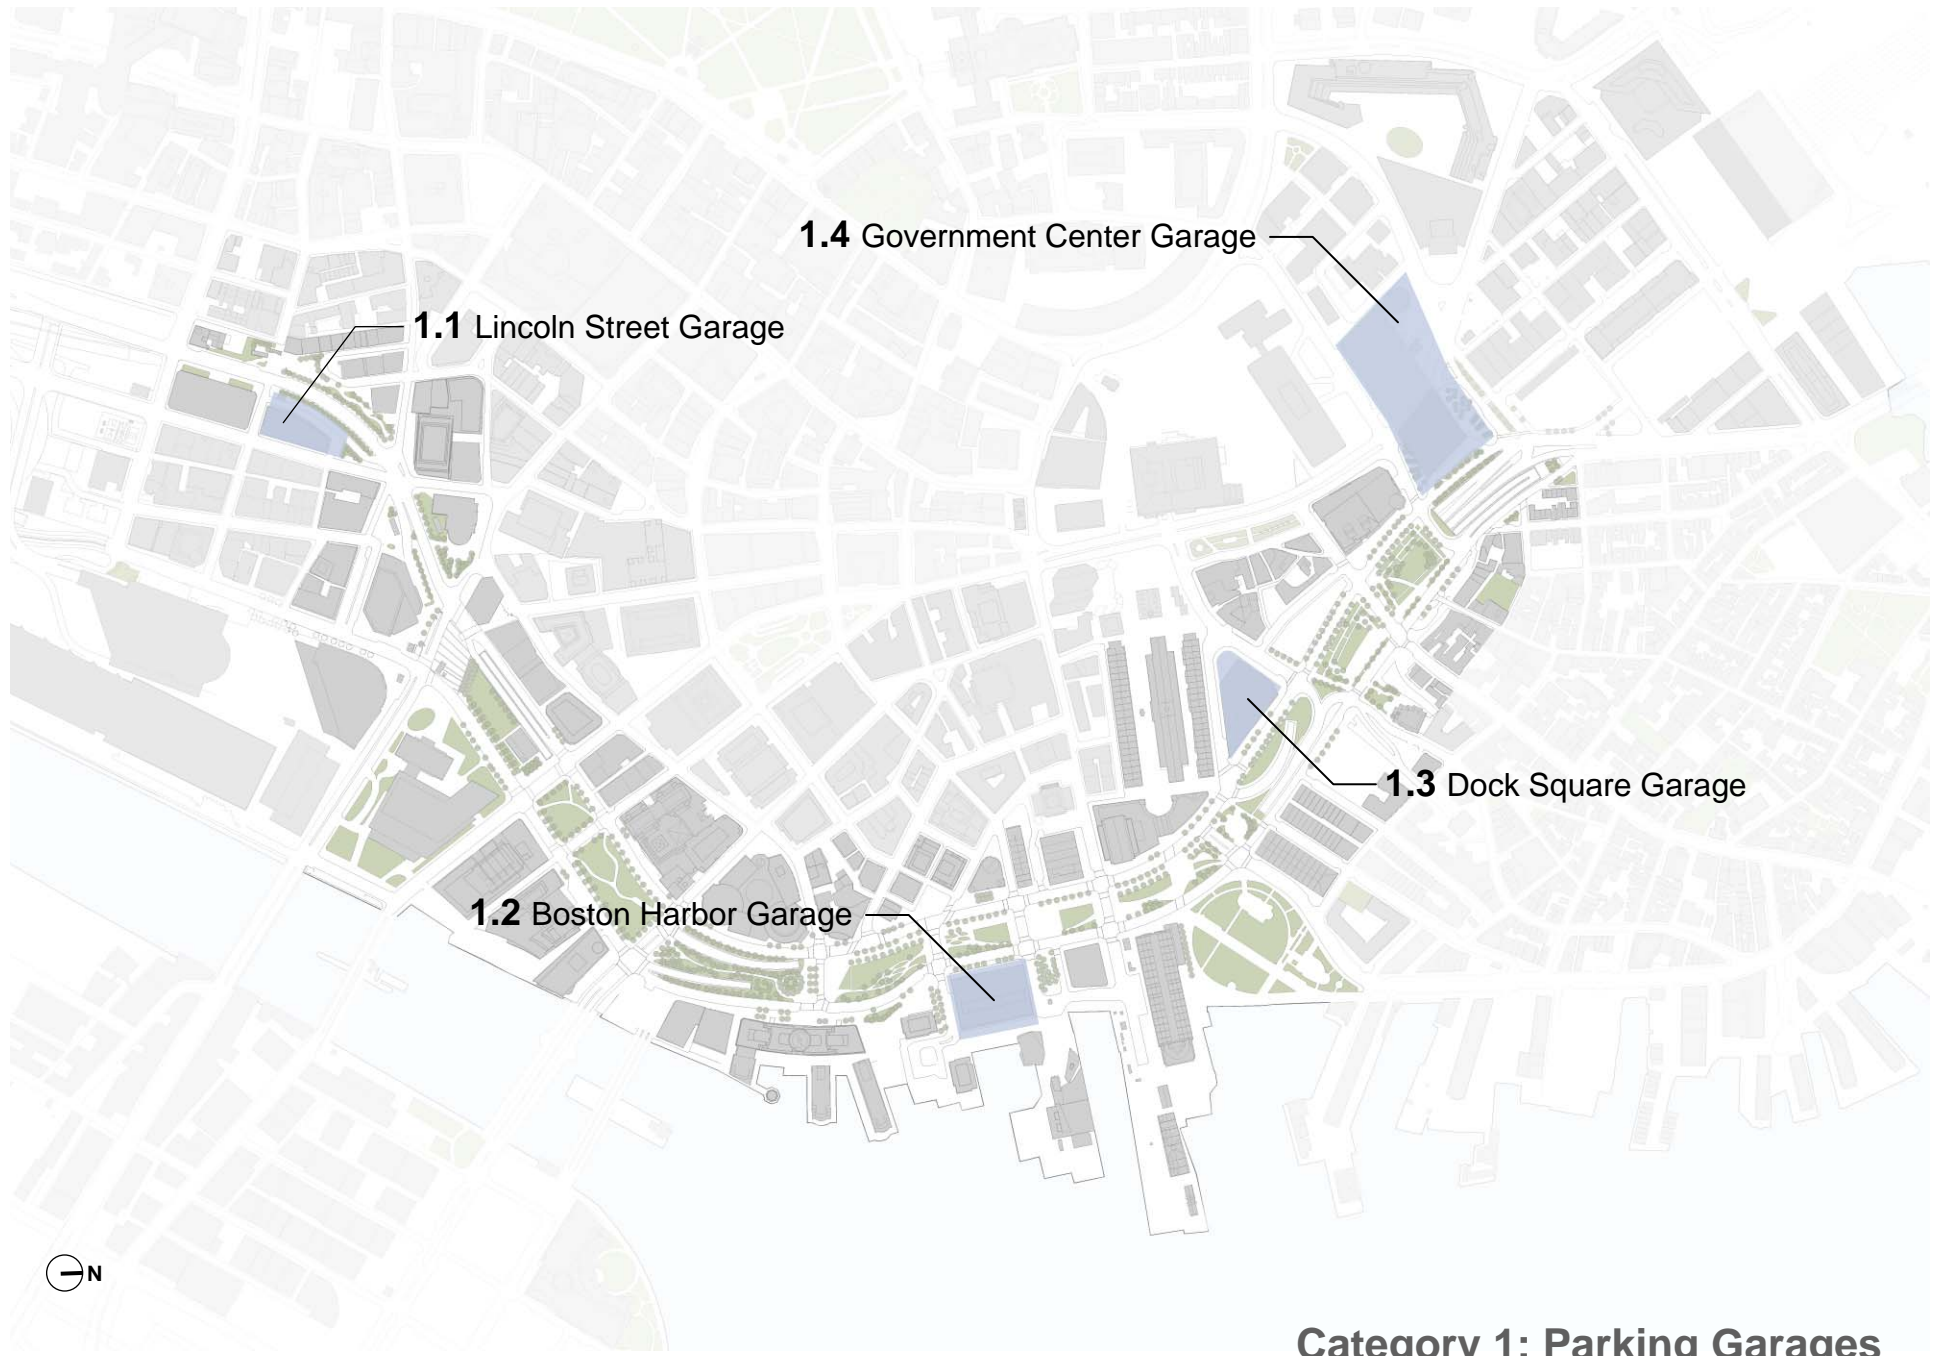 1.4 Government Center Garage
1.1 Lincoln Street Garage
1.3 Dock Square Garage
1.2 Boston Harbor Garage
N
Category 1: Parking Garages